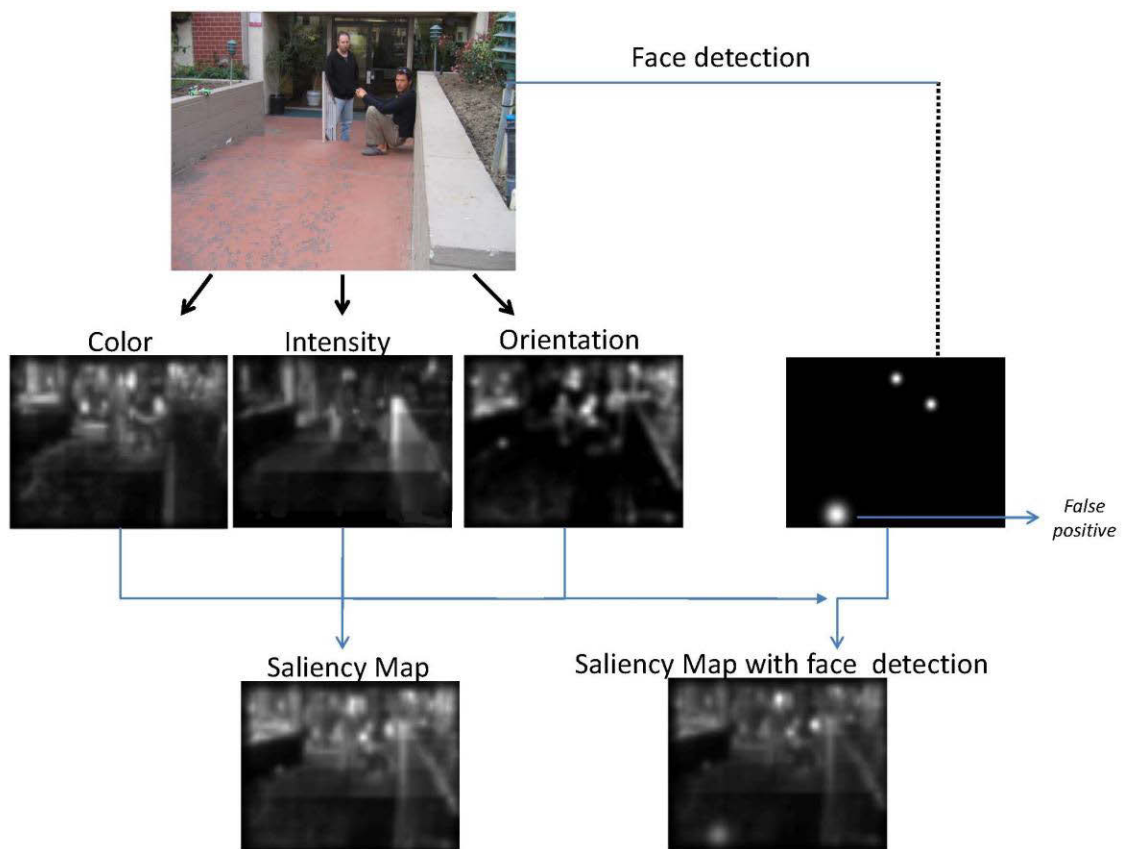 Face detection
Color
Intensity
Orientation
False
positive
Saliency Map
Saliency Map with face detection